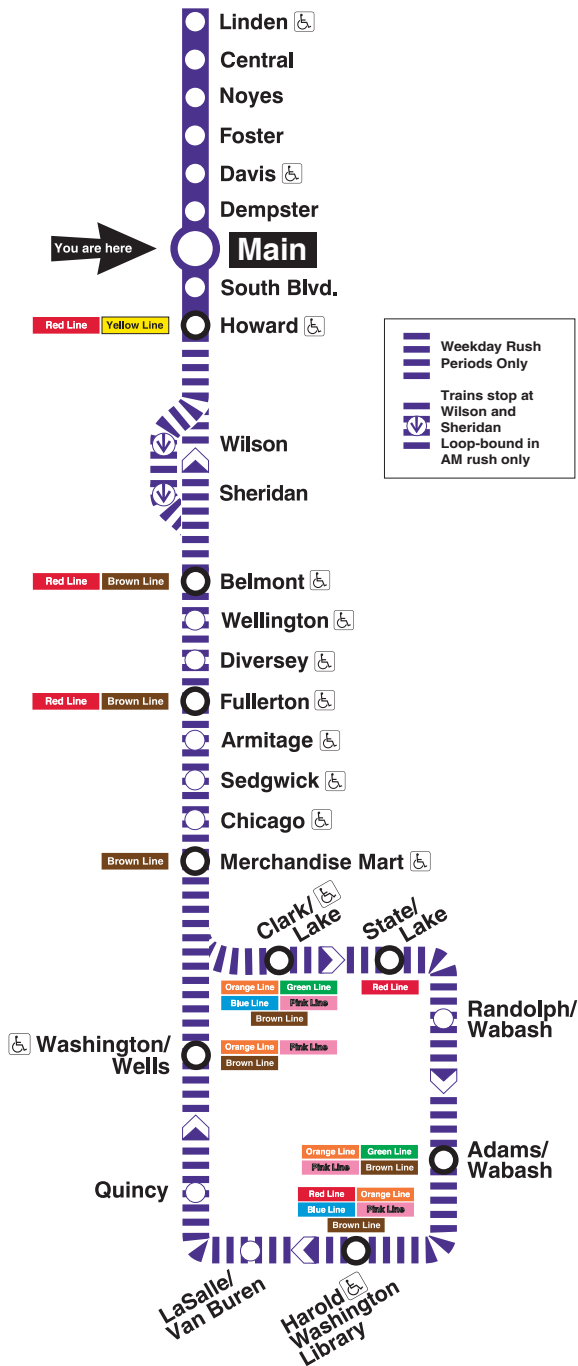 Linden
Central
Noyes
Foster
Davis
Dempster
You are here
Main
South Blvd.
Red Line Yellow Line
Howard
Weekday Rush
Periods Only
Trains stop at
Wilson and
Sheridan
Loop-bound in
AM rush only
Wilson
Sheridan
Red Line Brown Line
Belmont
Wellington
Diversey
Red Line Brown Line
Fullerton
Armitage
Sedgwick
Chicago
Brown Line
Merchandise Mart
Clark/
Lake
Orange Line Green Line
Blue Line Pink Line
Brown Line
State/
Lake
Red Line
Randolph/
Wabash
Washington/
Wells
Orange Line Pink Line
Brown Line
Adams/
Wabash
Orange Line Green Line
Pink Line Brown Line
Quincy
Red Line Orange Line
Blue Line Pink Line
Brown Line
LaSalle/
Van Buren
Harold
Washington
Library